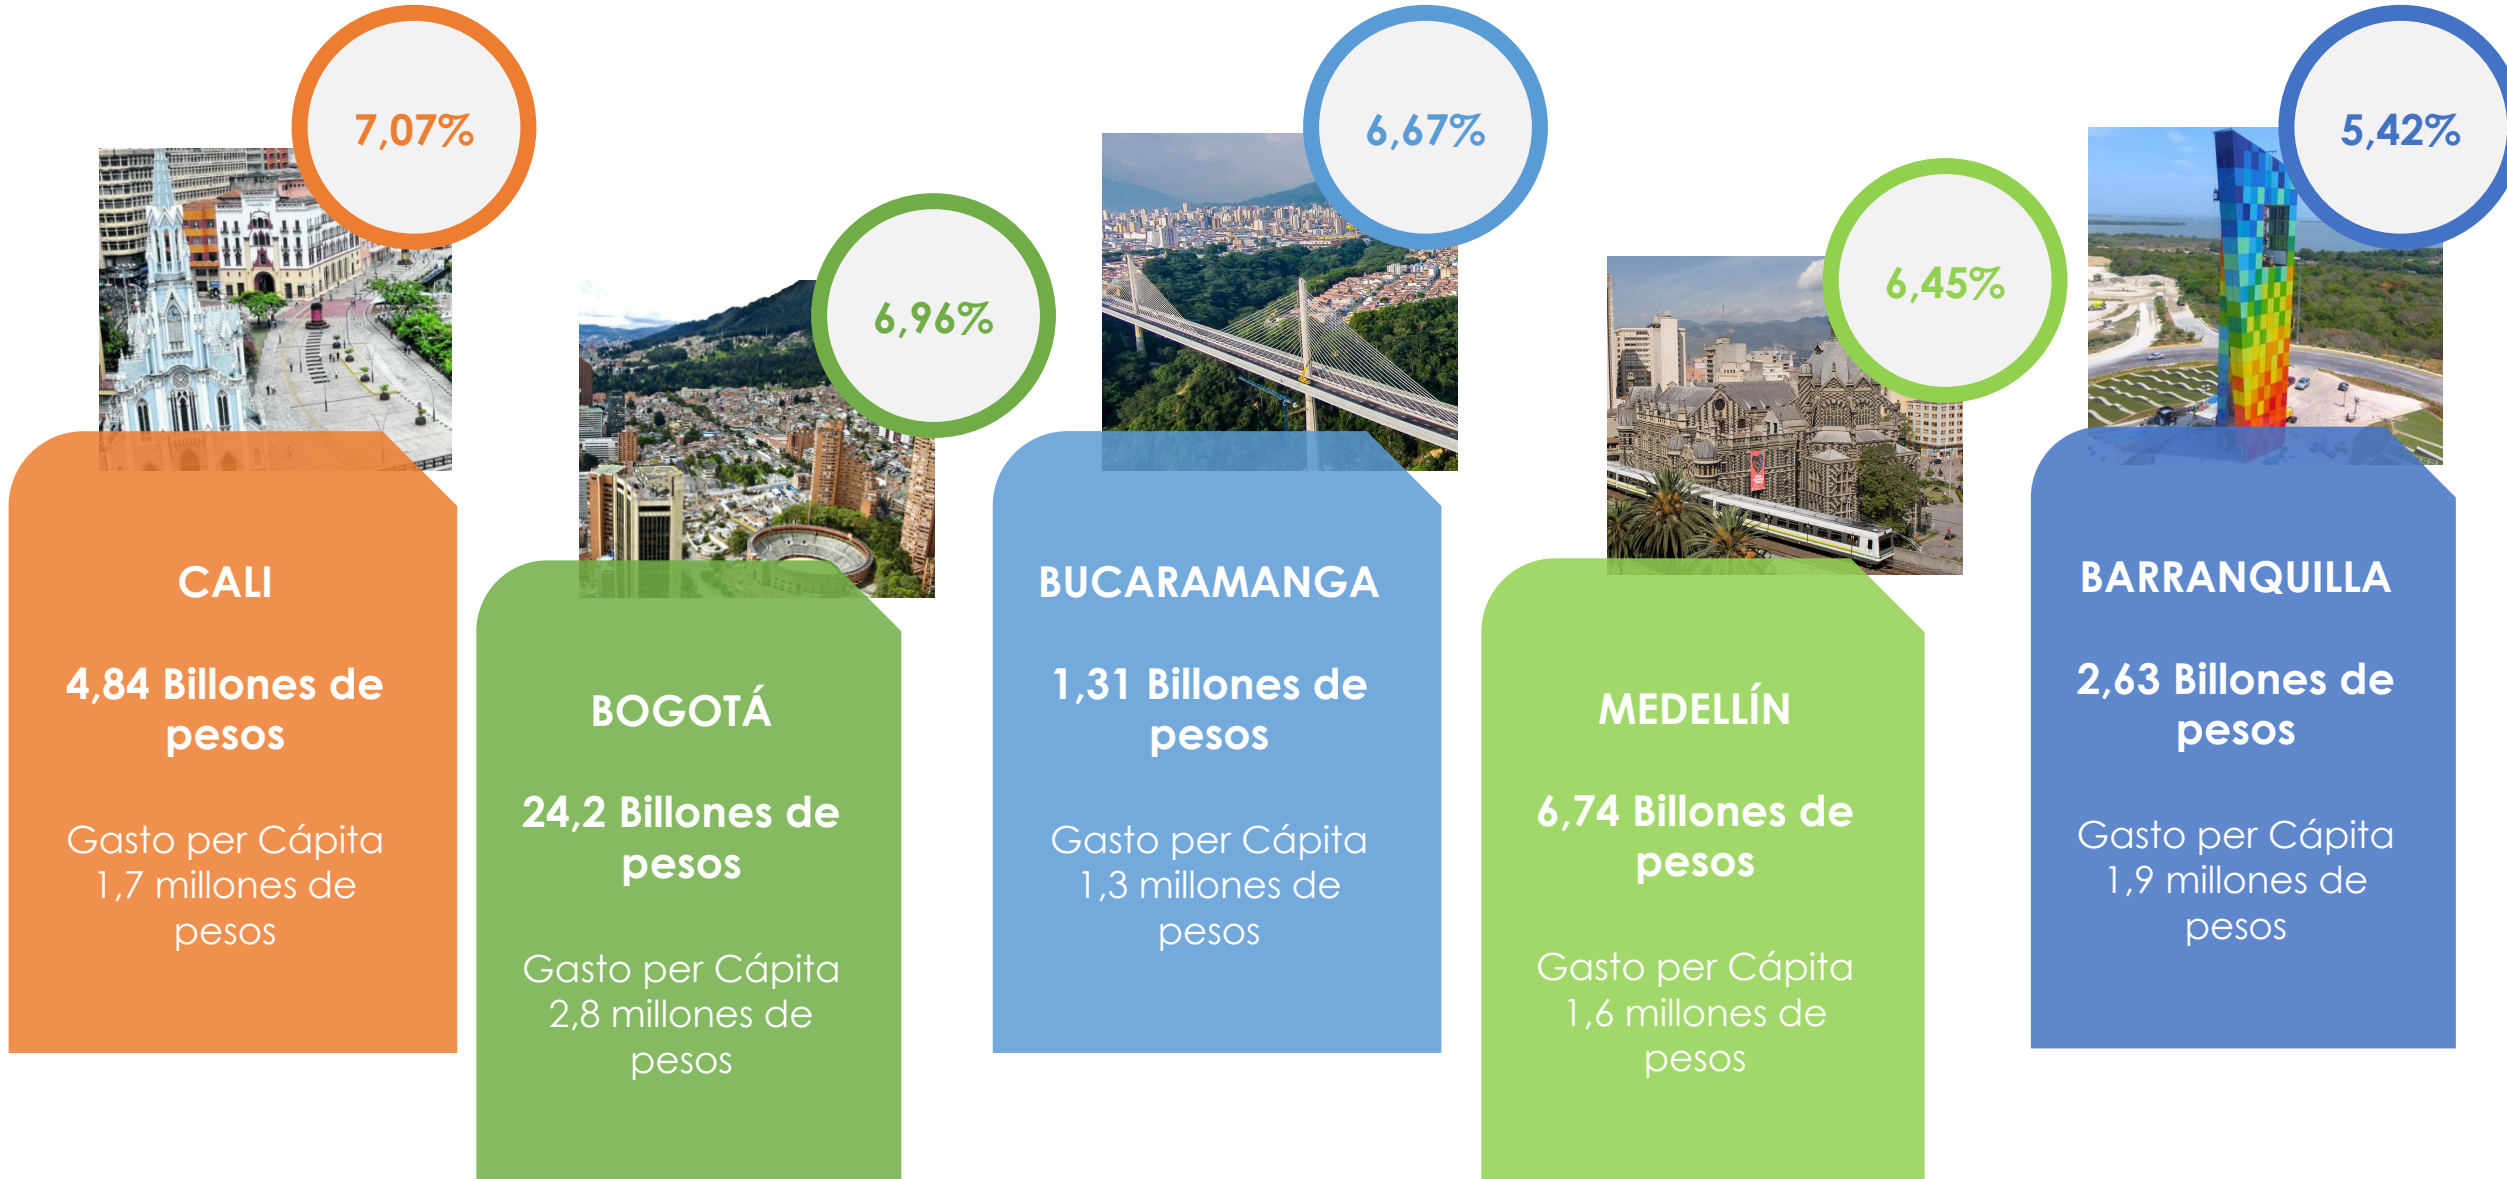 7,07%
CALI
4,84 Billones de
pesos
Gasto per Cápita
1,7 millones de
pesos
6,96%
BOGOTÁ
24,2 Billones de
pesos
Gasto per Cápita
2,8 millones de
pesos
6,67%
BUCARAMANGA
1,31 Billones de
pesos
Gasto per Cápita
1,3 millones de
pesos
6,45%
MEDELLÍN
6,74 Billones de
pesos
Gasto per Cápita
1,6 millones de
pesos
5,42%
BARRANQUILLA
2,63 Billones de
pesos
Gasto per Cápita
1,9 millones de
pesos